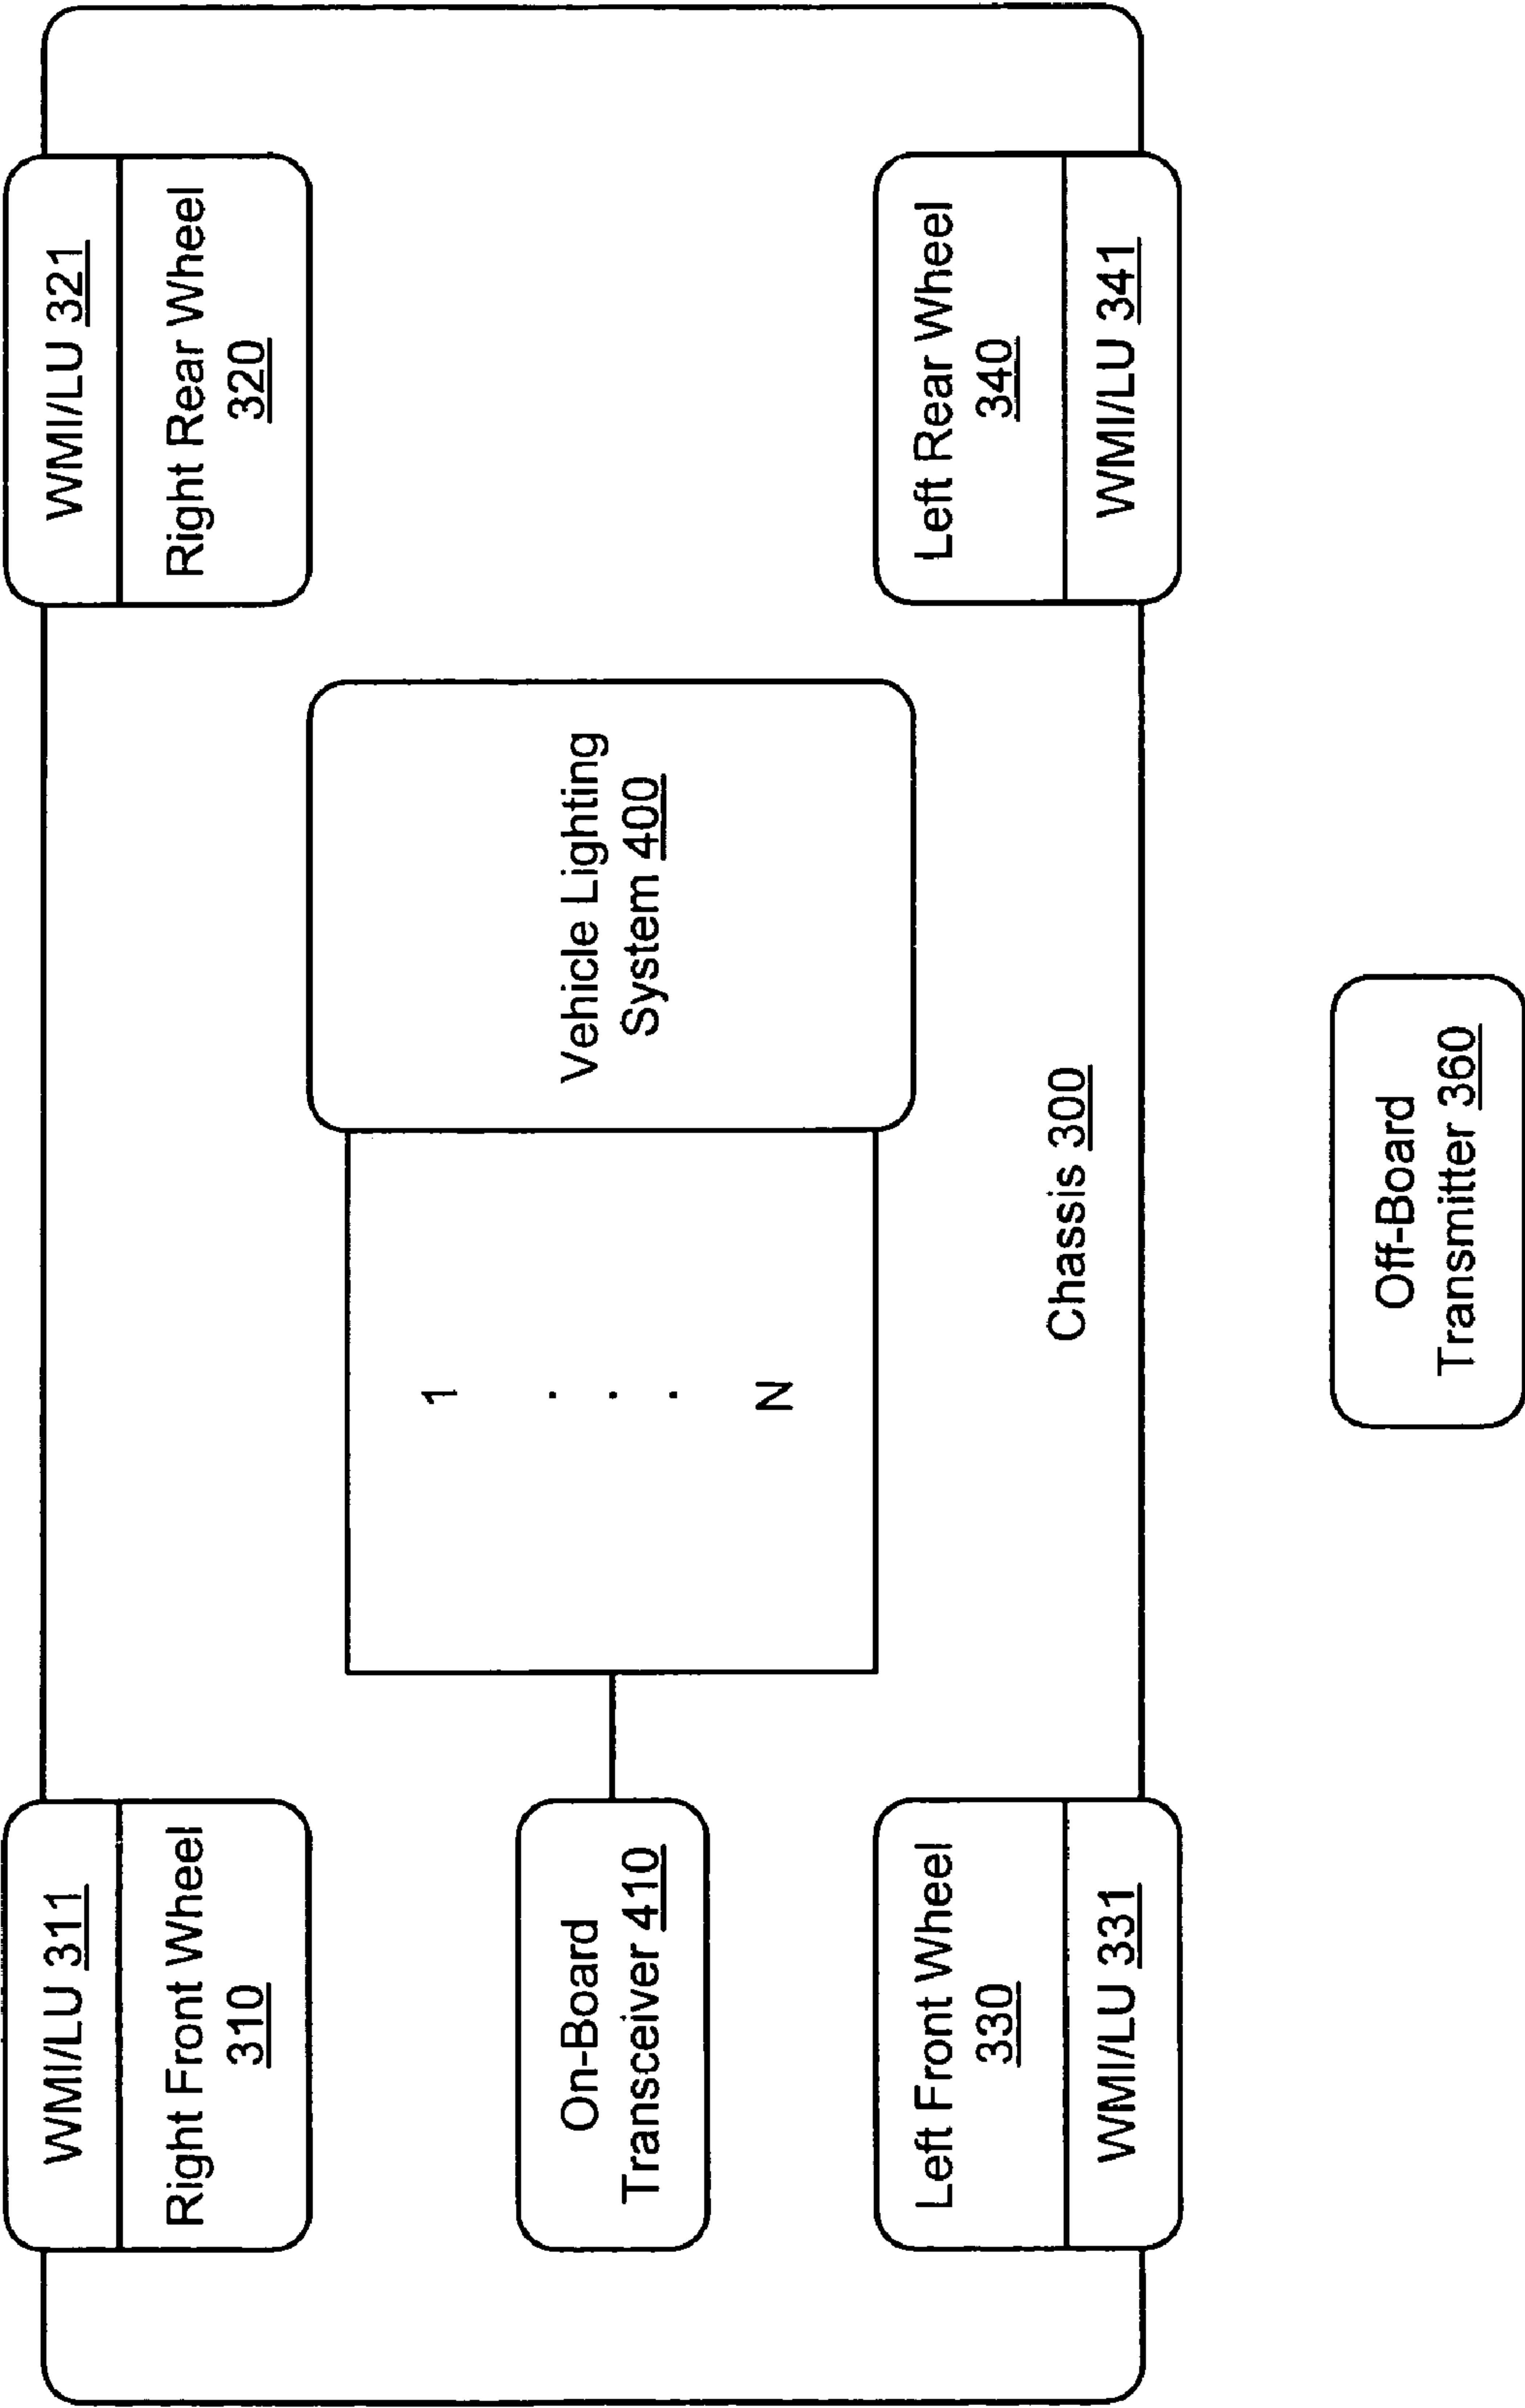 WMI/LU 311
Right Front Wheel
310
WMI/LU 321
Right Rear Wheel
320
On-Board
Transceiver 410
1
.
.
.
N
Vehicle Lighting
System 400
Left Front Wheel
330
WMI/LU 331
Left Rear Wheel
340
WMI/LU 341
Chassis 300
Off-Board
Transmitter 360